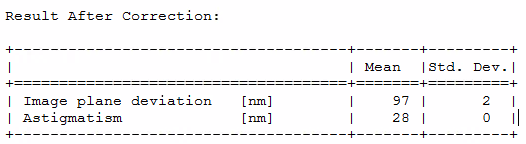 Result After Correction:
+------------------------------------+-------+---------+
|                                    | Mean  |Std. Dev.|
+====================================+=======+=========+
| Image plane deviation   [nm]       |    97 |      2  |
| Astigmatism             [nm]       |    28 |      0  |
+------------------------------------+-------+---------+